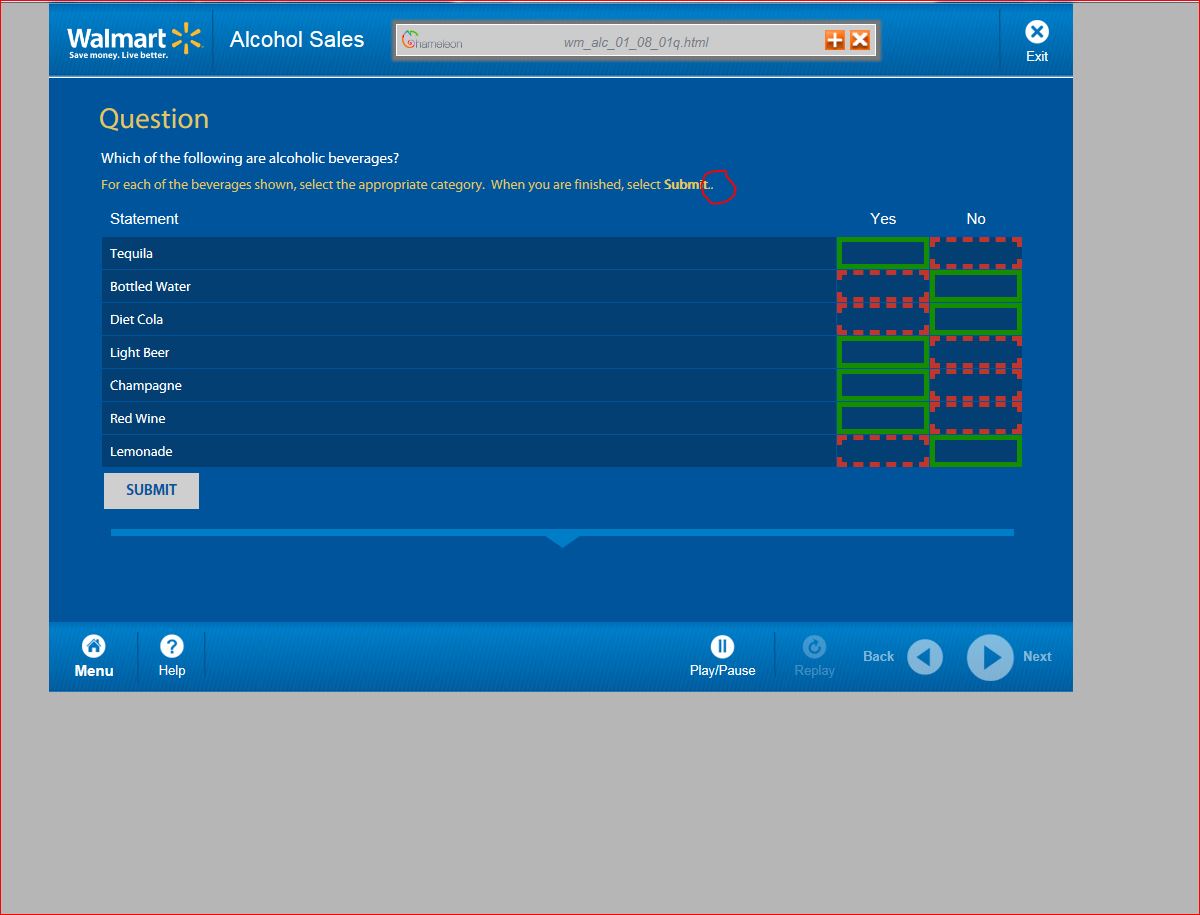 Walmart
Save money. Live better.
Alcohol Sales
Chameleon
wm_alc_01_08_01q.html
Exit
Question
Which of the following are alcoholic beverages?
For each of the beverages shown, select the appropriate category. When you are finished, select Submit..
Statement Yes No
Tequila
Bottled Water
Diet Cola
Light Beer
Champagne
Red Wine
Lemonade
SUBMIT
Menu
? Help
Play/Pause
Replay
Back
Next